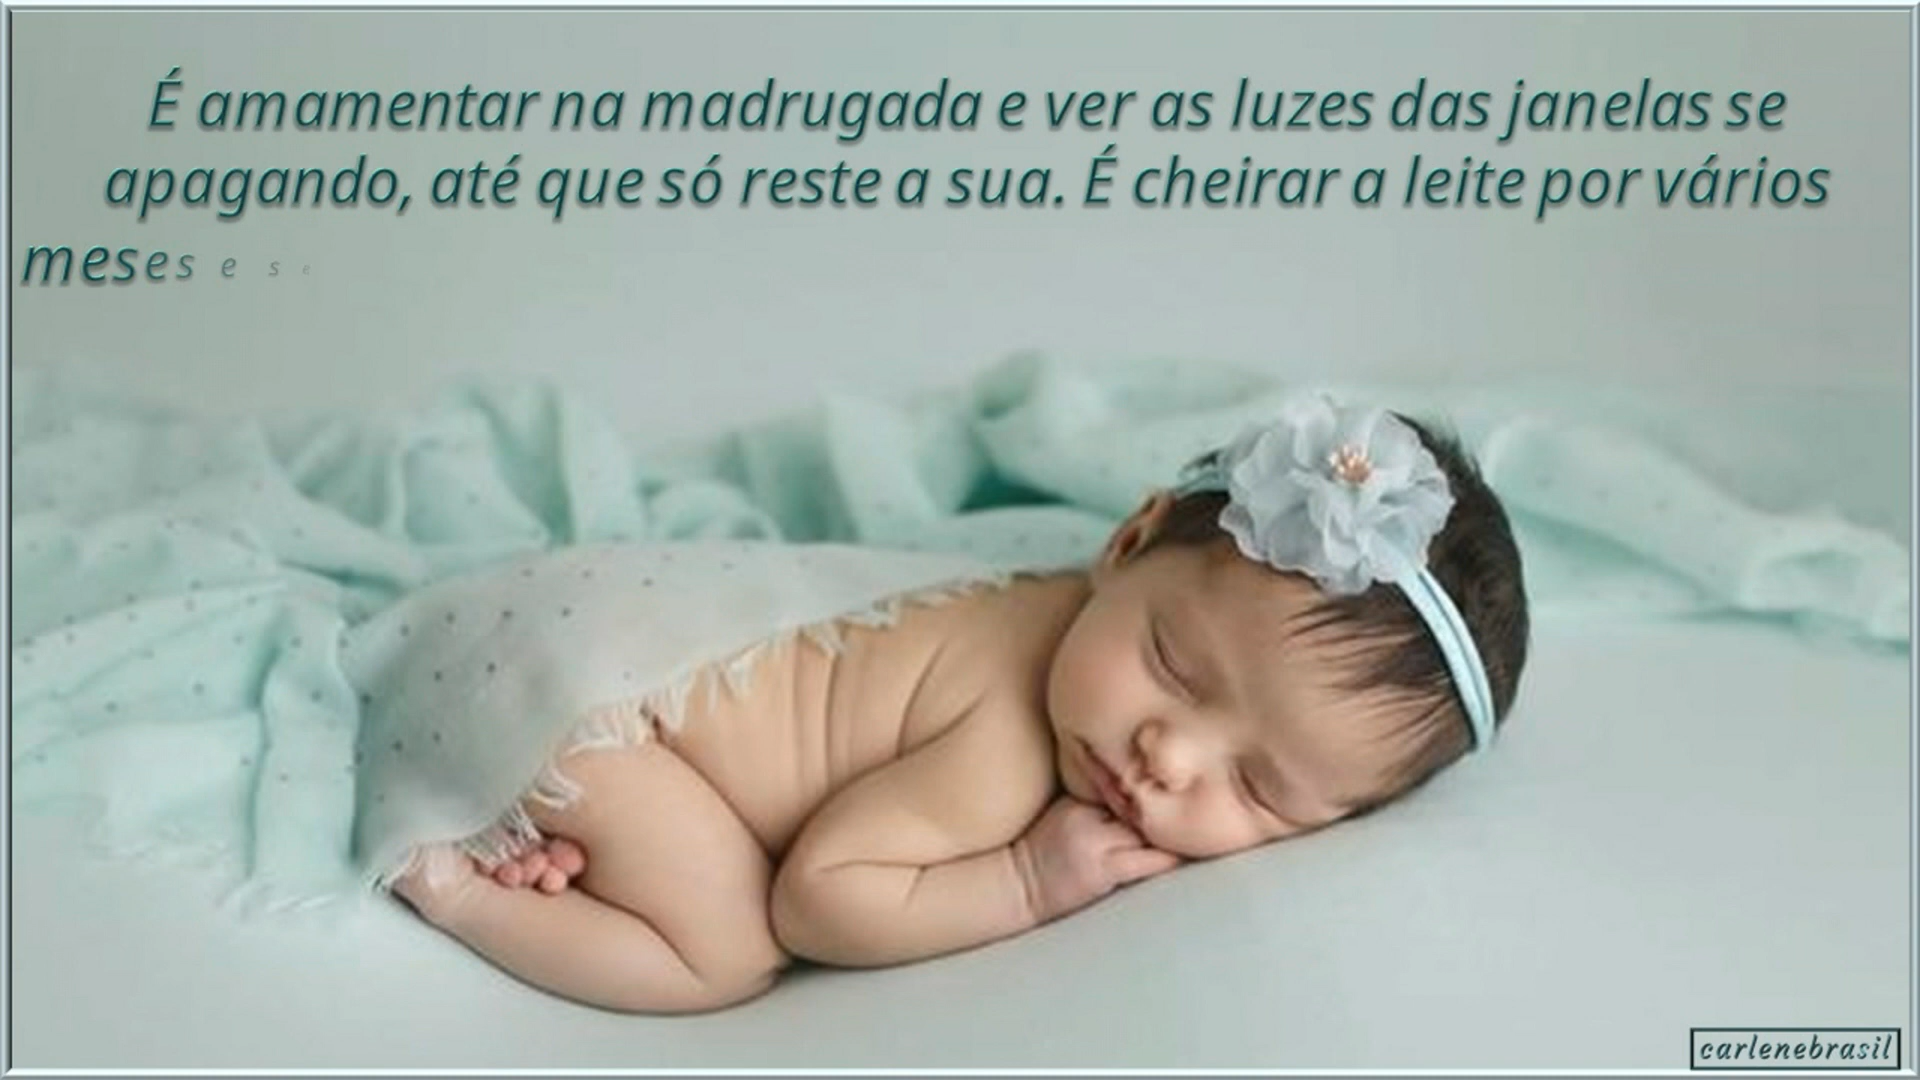 É amamentar na madrugada e ver as luzes das janelas se
apagando, até que só reste a sua. É cheirar a leite por vários
meses e se
carlenebrasil